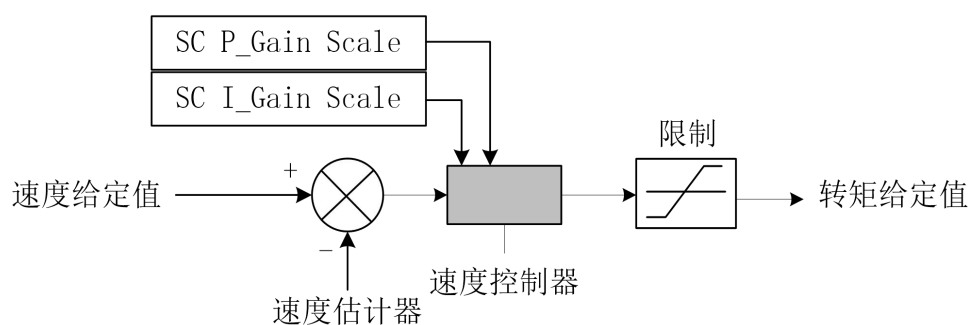 SC P_Gain Scale
SC I_Gain Scale
限制
+
速度给定值
转矩给定值
−
速度控制器
速度估计器